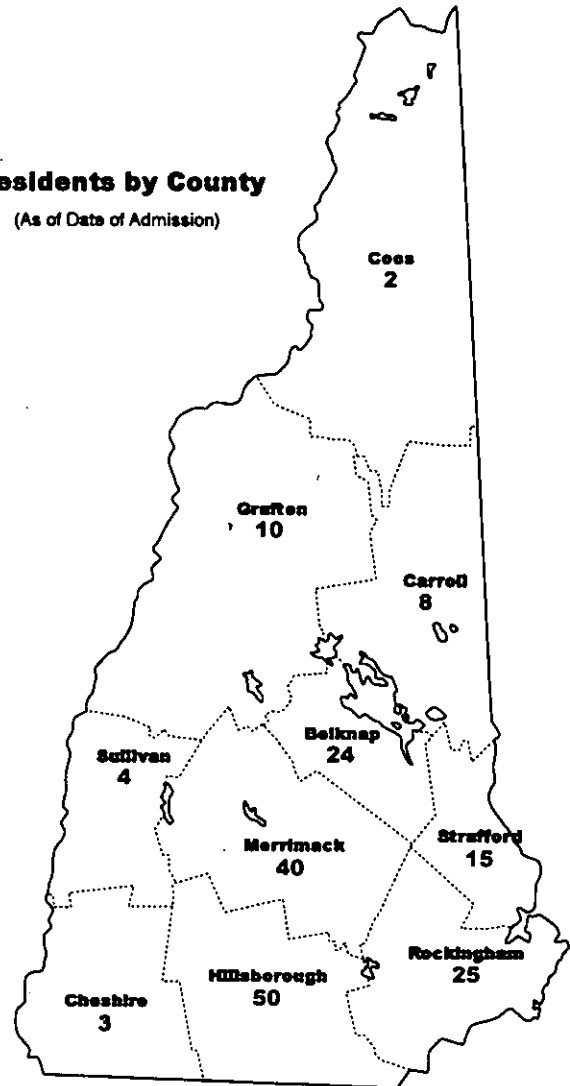 esidents by County
(As of Date of Admission)
Coos
2
Grafton
10
Carroll
8
Belknap
24
Sullivan
4
Merrimack
40
Strafford
15
Rockingham
25
Hillsborough
50
Cheshire
3